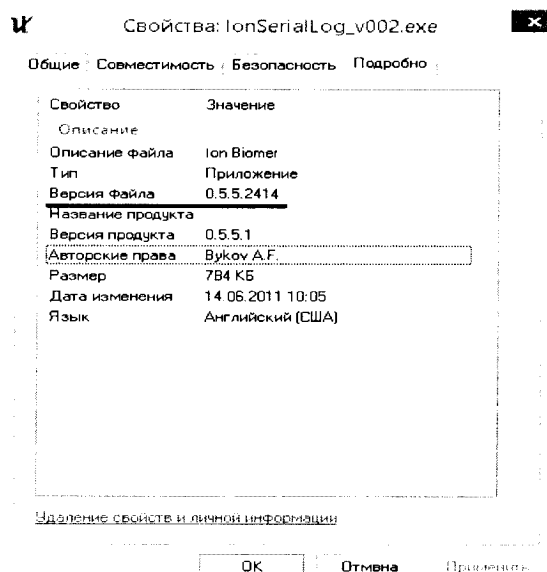 Свойства: IonSerialLog_v002.exe
Общие Совместимость Безопасность Подробно
Свойство Значение
Описание
Описание файла Ion Biomer
Тип Приложение
Версия файла 0.5.5.2414
Название продукта
Версия продукта 0.5.5.1
Авторские права Bykov A.F.
Размер 784 КБ
Дата изменения 14.06.2011 10:05
Язык Английский (США)
Удаление свойств и личной информации
OK Отмена Применить